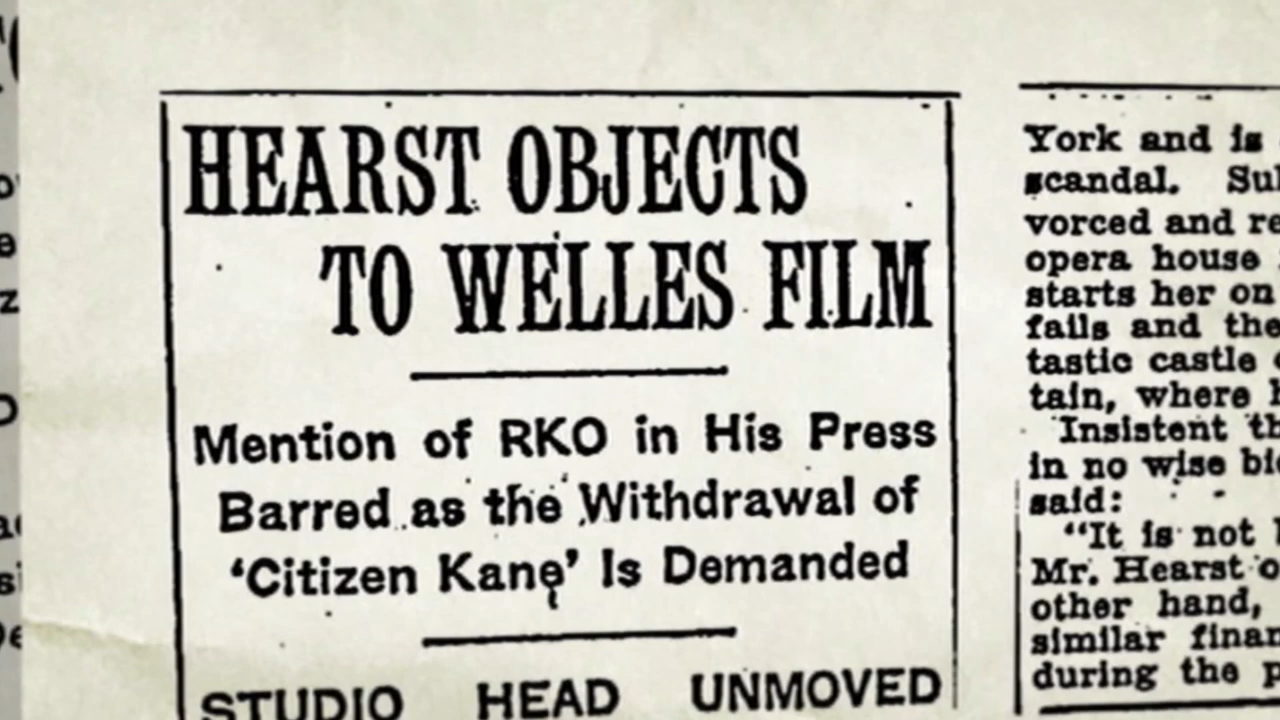 HEARST OBJECTS
TO WELLES FILM
Mention of RKO in His Press
Barred as the Withdrawal of
'Citizen Kane' Is Demanded
STUDIO HEAD UNMOVED
York and is
scandal.
vorced and
opera house
starts her on
fails and the
tastic castle
tain, where
Insistent
in no wise
said:
"It is not
Mr. Hearst
other hand,
similar
during the